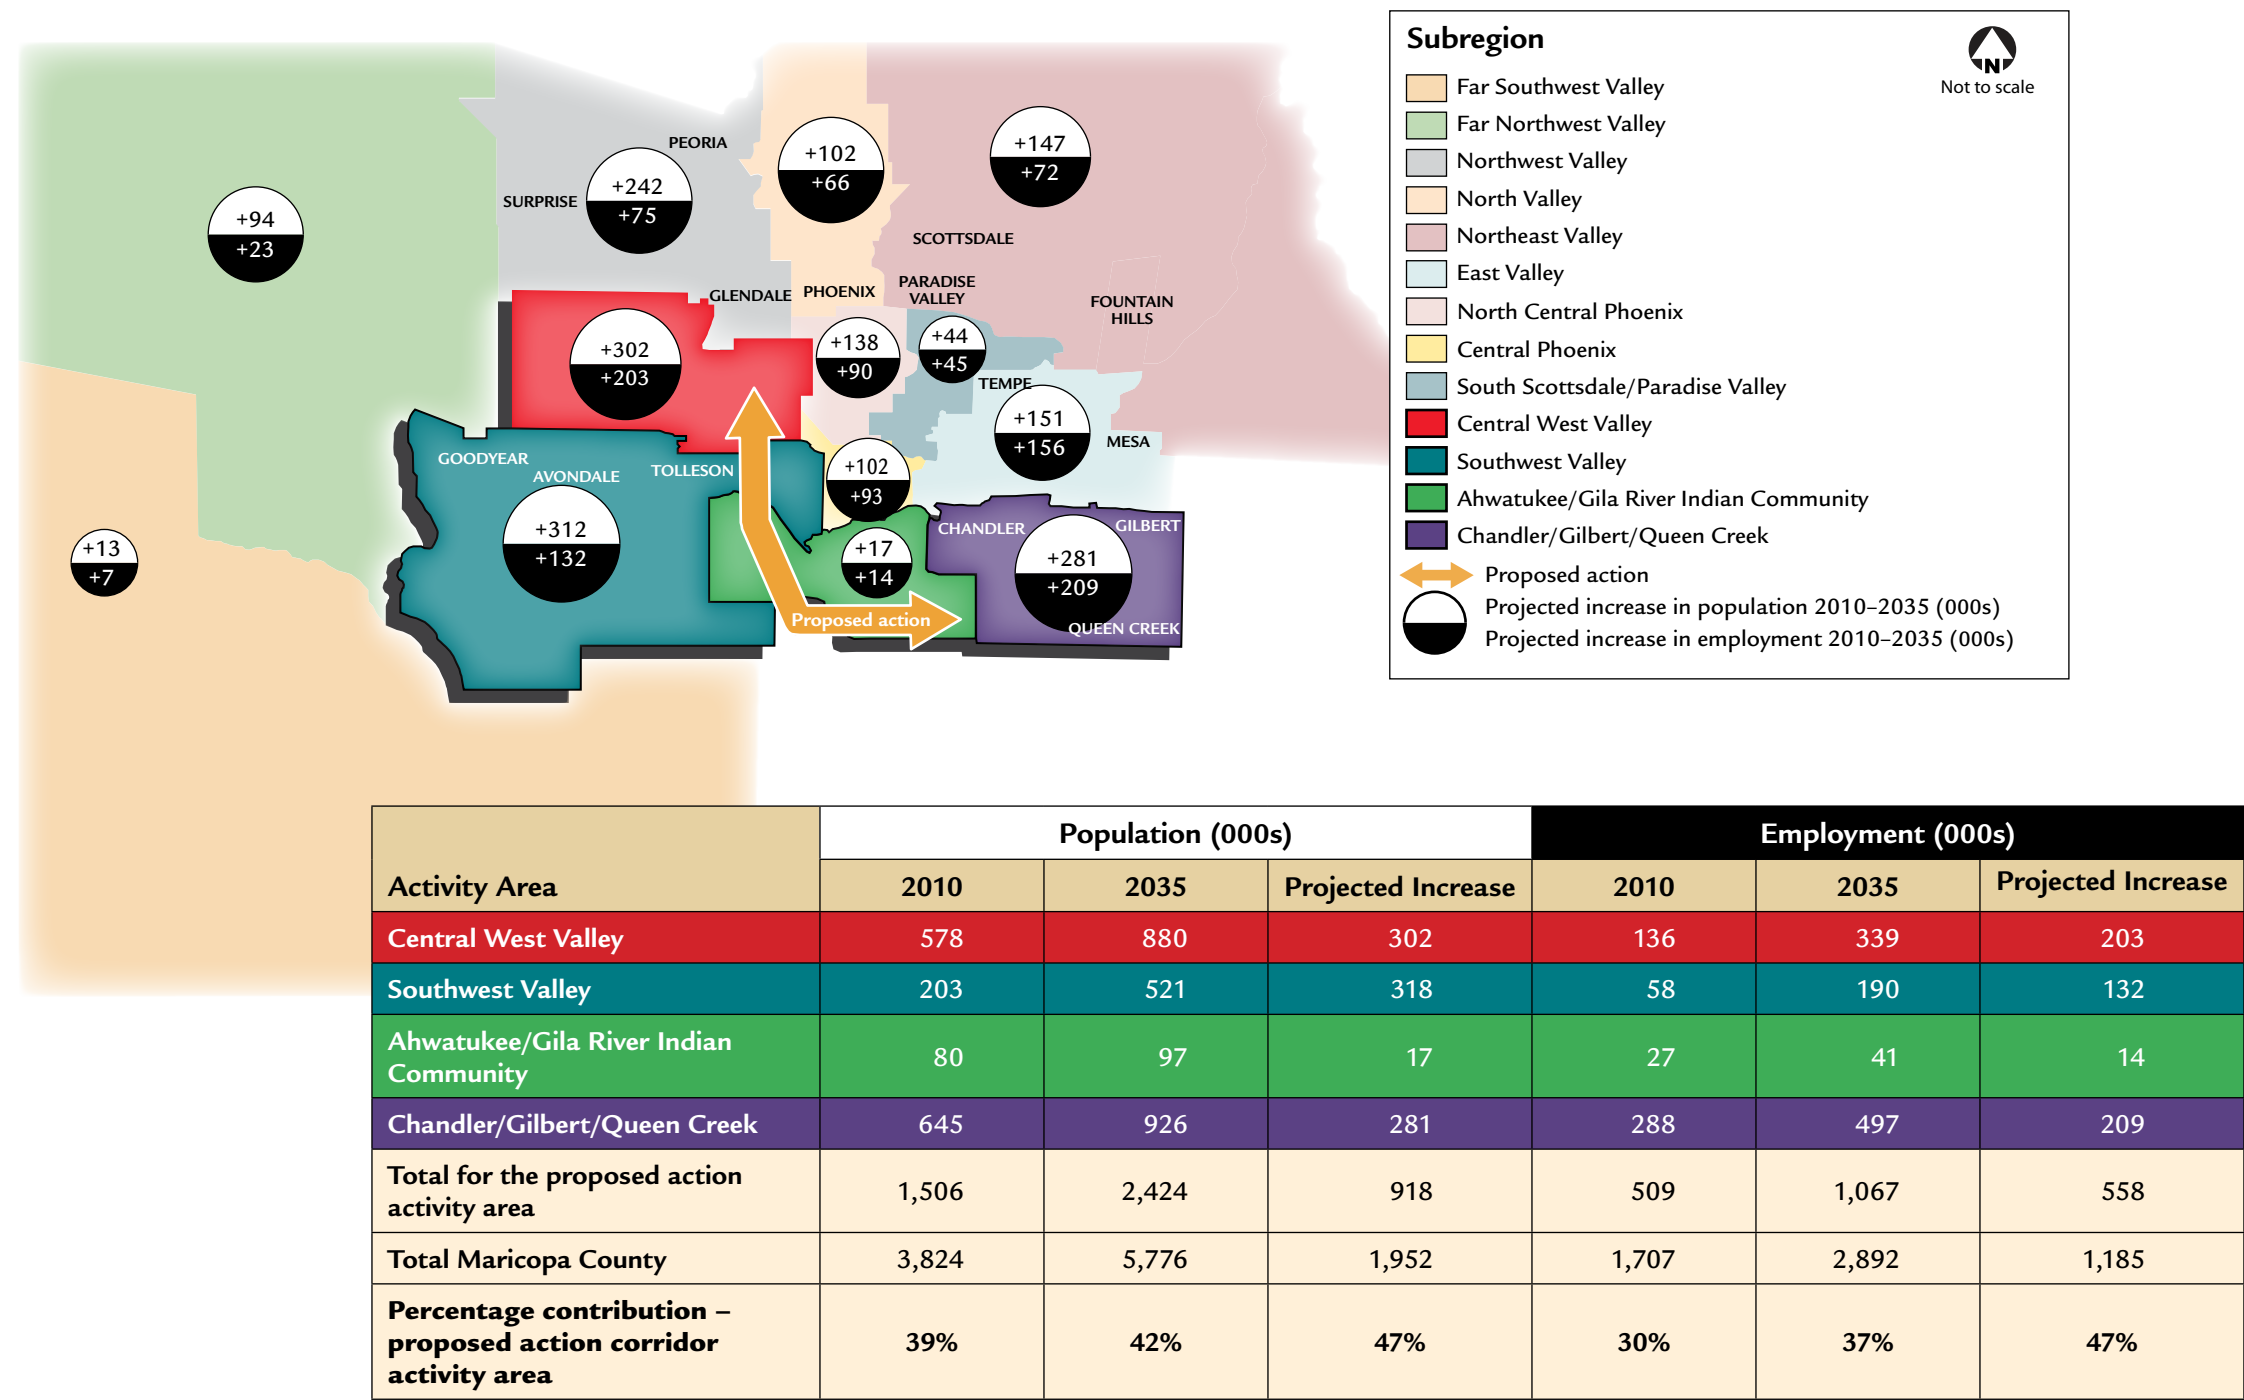 Subregion
N
Not to scale
Far Southwest Valley
Far Northwest Valley
Northwest Valley
North Valley
Northeast Valley
East Valley
North Central Phoenix
Central Phoenix
South Scottsdale/Paradise Valley
Central West Valley
Southwest Valley
Ahwatukee/Gila River Indian Community
Chandler/Gilbert/Queen Creek
Proposed action
Projected increase in population 2010–2035 (000s)
Projected increase in employment 2010–2035 (000s)
PEORIA
SURPRISE
+242
+75
+102
+66
+147
+72
+94
+23
SCOTTSDALE
GLENDALE
PHOENIX
PARADISE
VALLEY
FOUNTAIN
HILLS
+302
+203
+138
+90
+44
+45
TEMPE
+151
+156
MESA
GOODYEAR
AVONDALE
TOLLESON
+102
+93
+312
+132
+13
+7
+17
+14
CHANDLER
GILBERT
+281
+209
QUEEN CREEK
Proposed action
Population (000s) Employment (000s)
Activity Area 2010 2035 Projected Increase 2010 2035 Projected Increase
Central West Valley 578 880 302 136 339 203
Southwest Valley 203 521 318 58 190 132
Ahwatukee/Gila River Indian
Community 80 97 17 27 41 14
Chandler/Gilbert/Queen Creek 645 926 281 288 497 209
Total for the proposed action
activity area 1,506 2,424 918 509 1,067 558
Total Maricopa County 3,824 5,776 1,952 1,707 2,892 1,185
Percentage contribution –
proposed action corridor 39% 42% 47% 30% 37% 47%
activity area